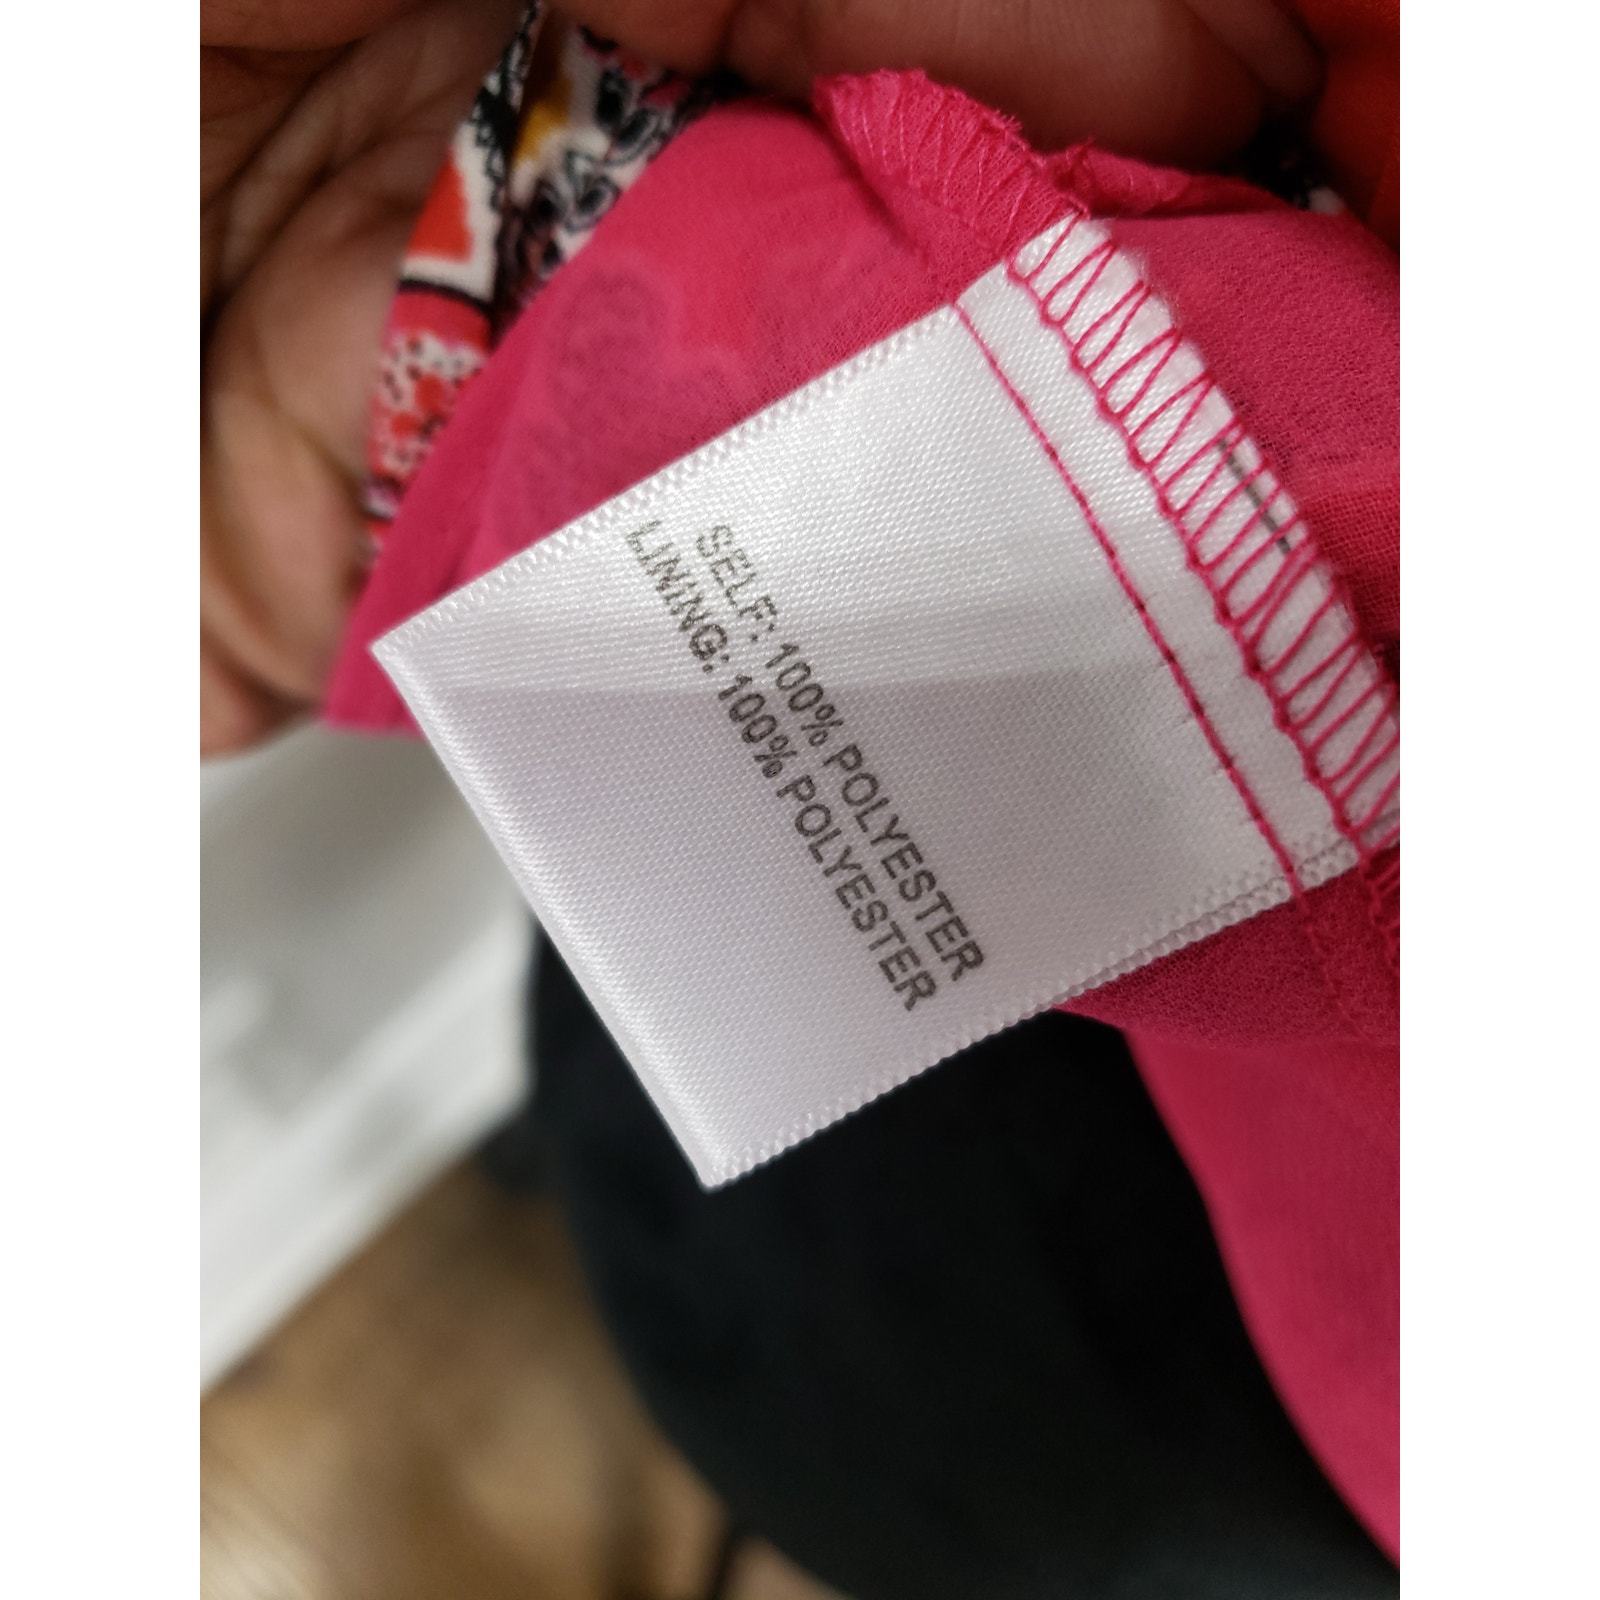 SELF: 100% POLYESTER
LINING: 100% POLYESTER